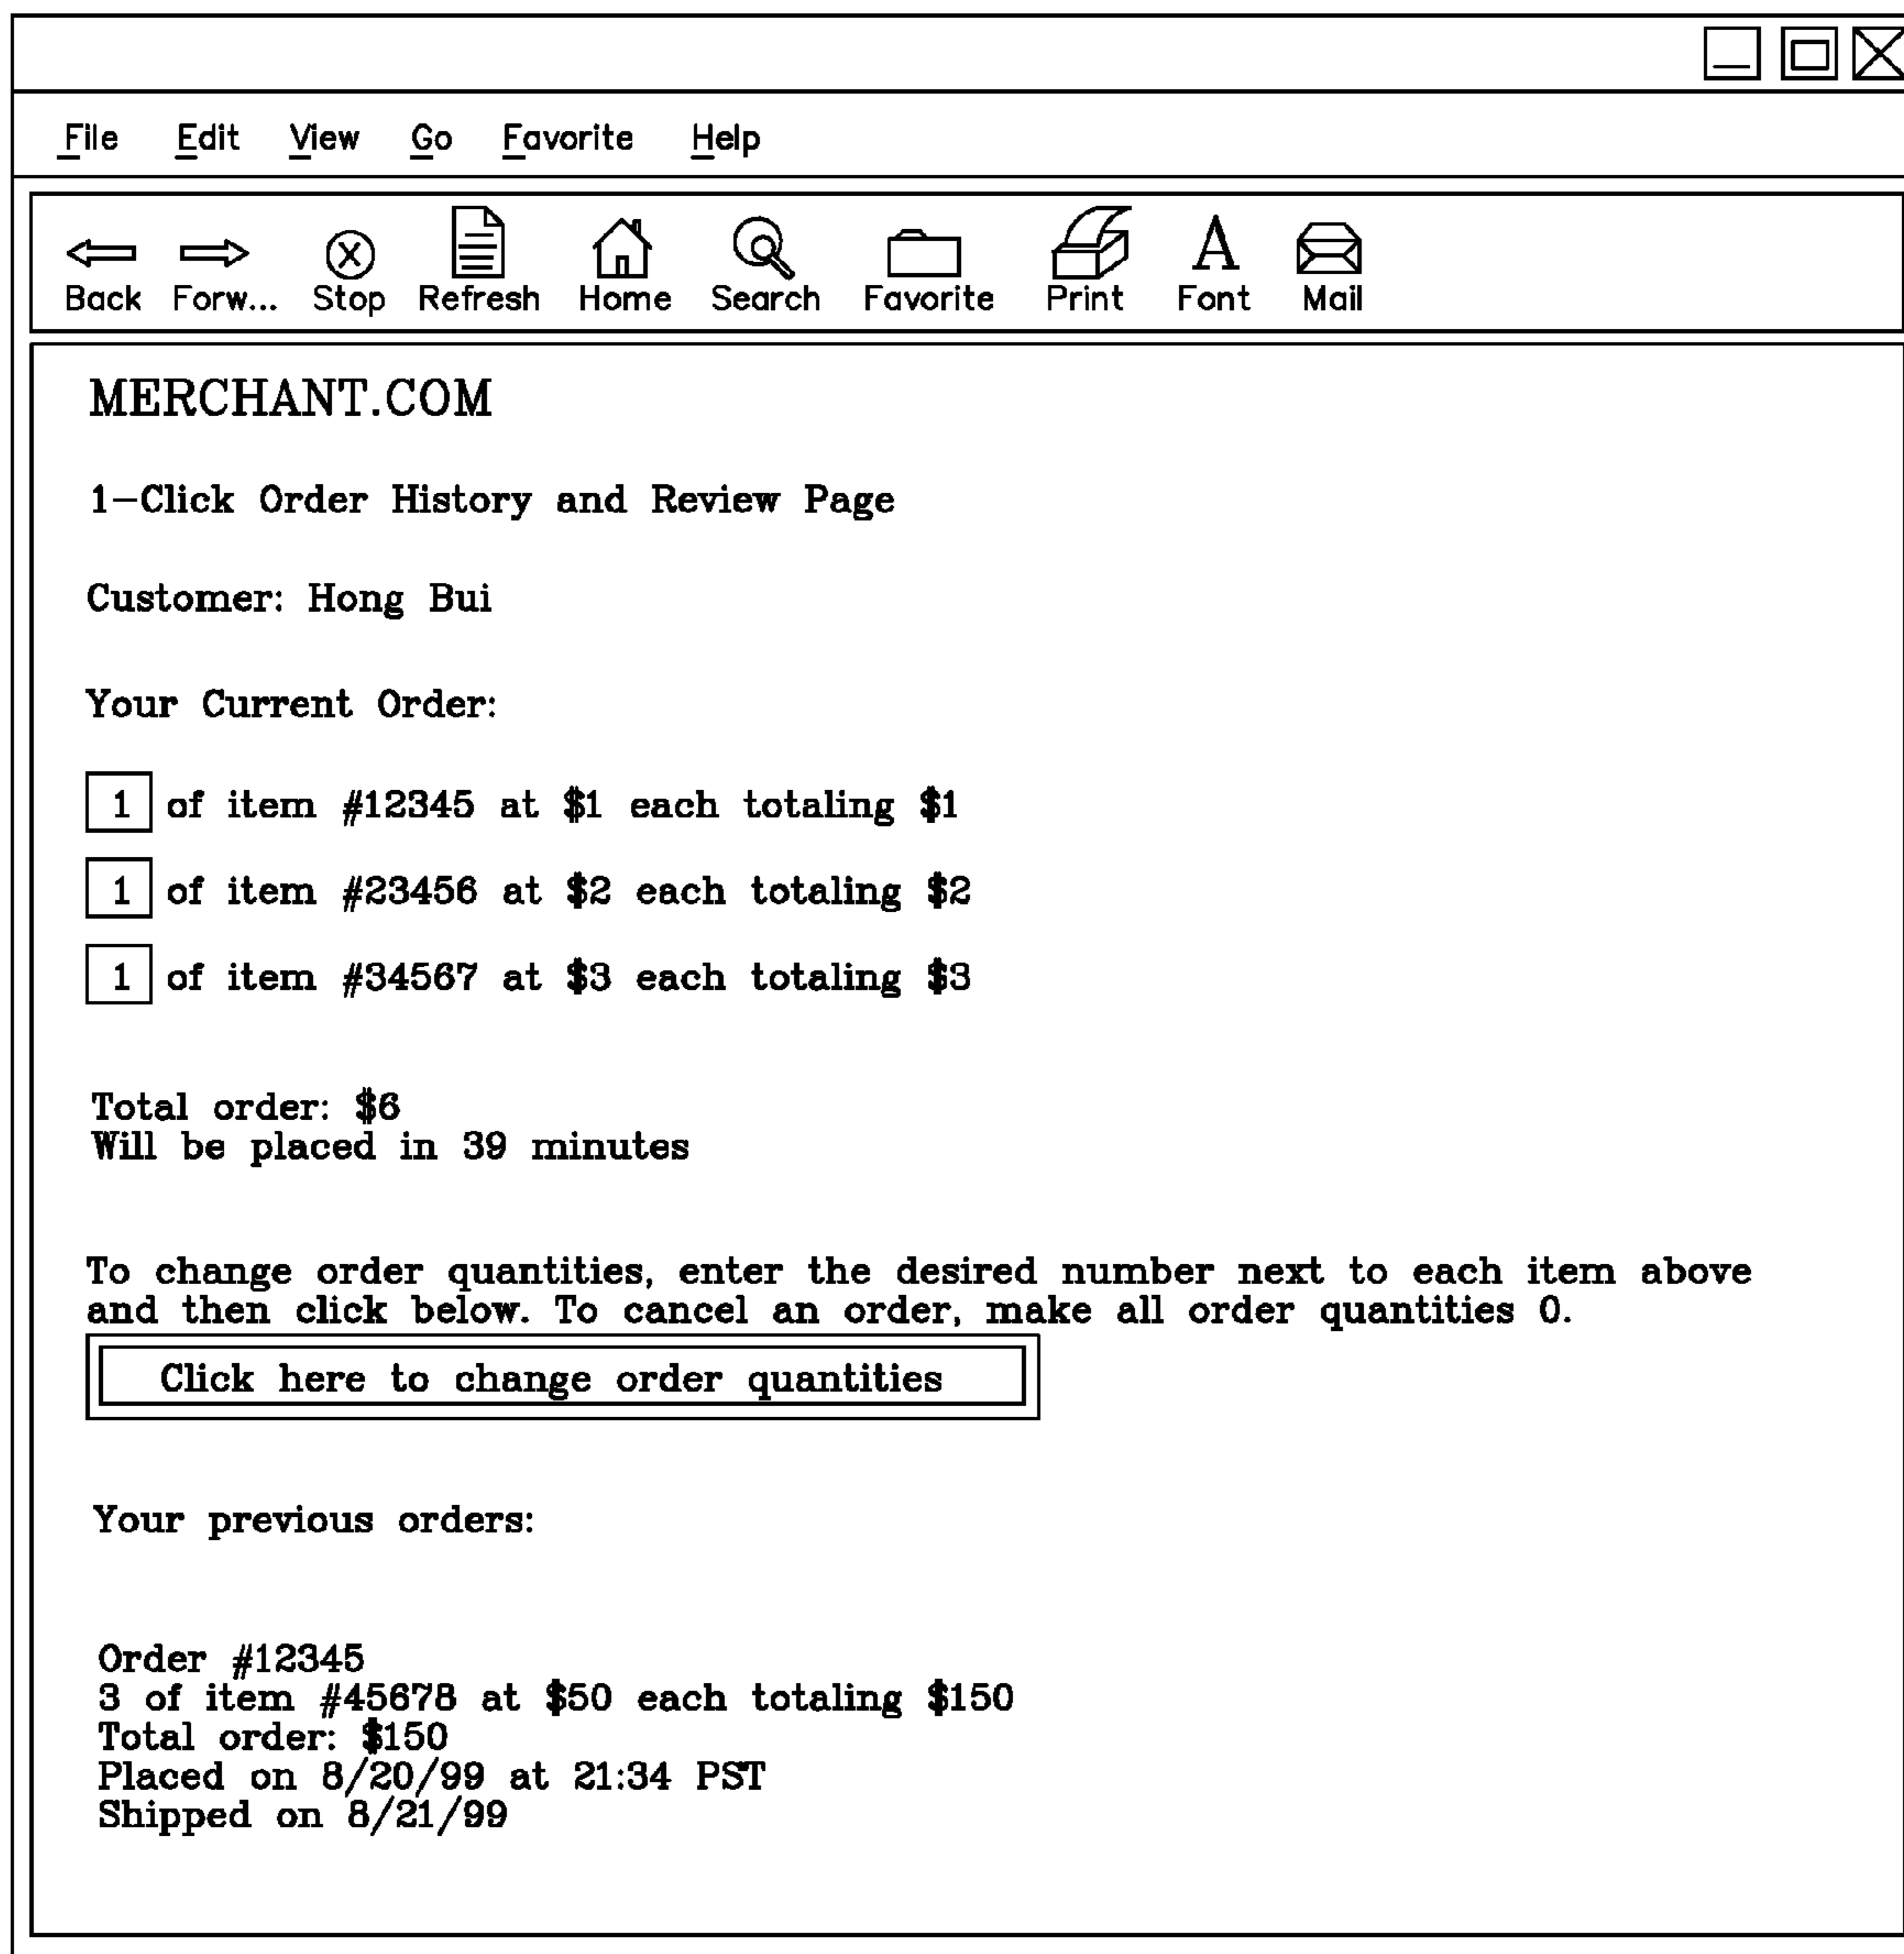 File Edit View Go Favorite Help
Back Forw... Stop Refresh Home Search Favorite Print Font Mail
MERCHANT.COM
1-Click Order History and Review Page
Customer: Hong Bui
Your Current Order:
1 of item #12345 at $1 each totaling $1
1 of item #23456 at $2 each totaling $2
1 of item #34567 at $3 each totaling $3
Total order: $6
Will be placed in 39 minutes
To change order quantities, enter the desired number next to each item above
and then click below. To cancel an order, make all order quantities 0.
Click here to change order quantities
Your previous orders:
Order #12345
3 of item #45678 at $50 each totaling $150
Total order: $150
Placed on 8/20/99 at 21:34 PST
Shipped on 8/21/99